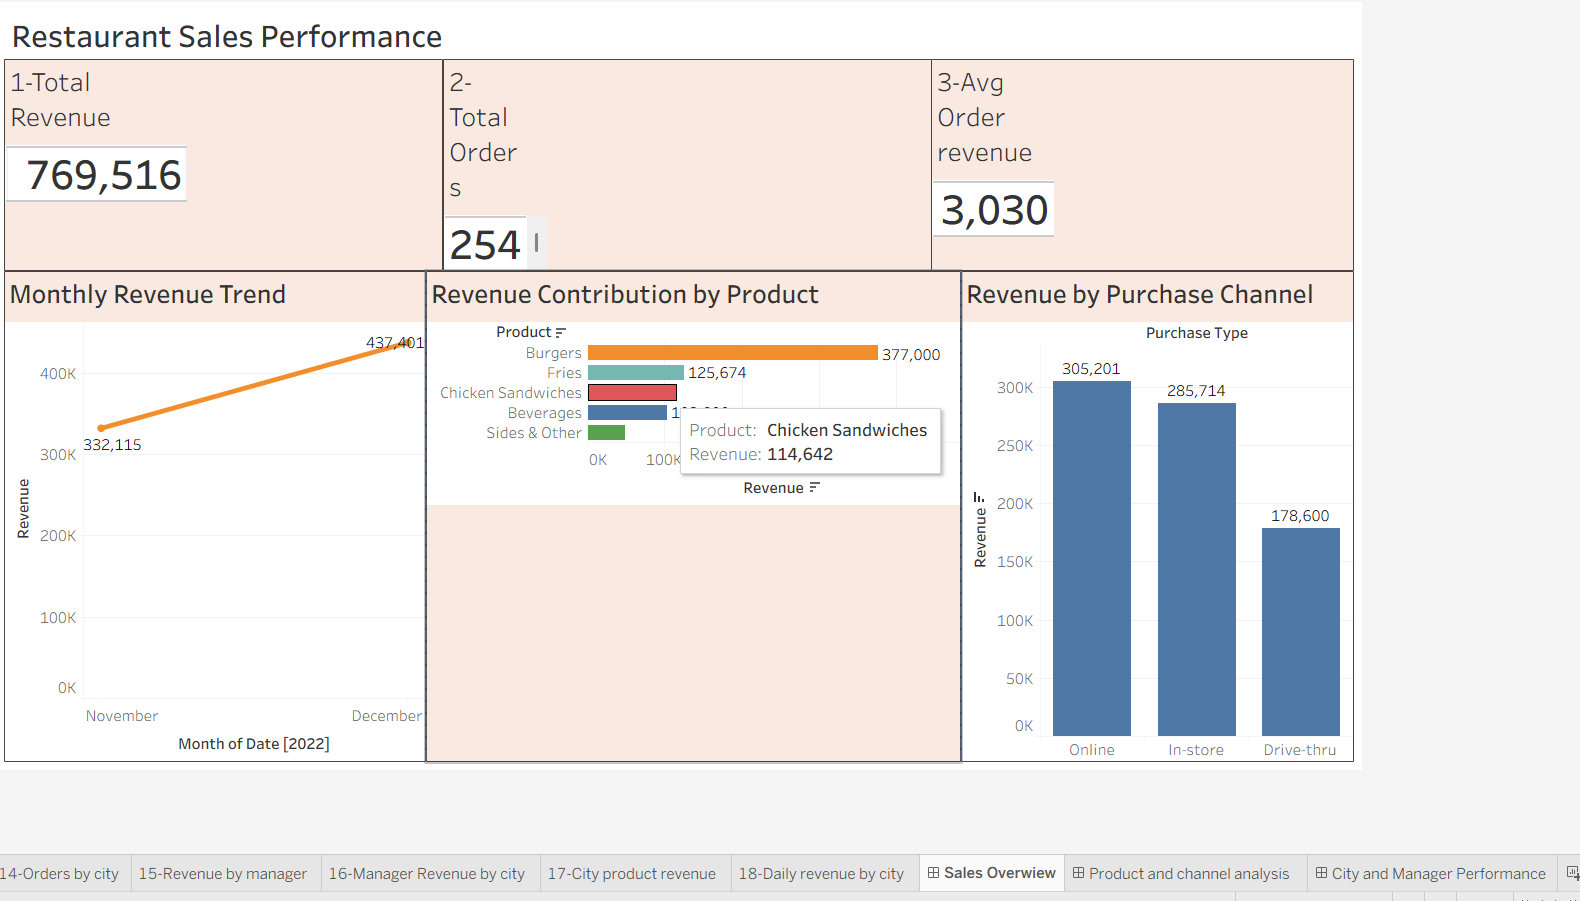 Restaurant Sales Performance
1-Total
Revenue
769,516
2-
Total
Order
s
254
3-Avg
Order
revenue
3,030
Monthly Revenue Trend
437,401
400K
332,115
300K
200K
100K
0K
Revenue
November
December
Month of Date [2022]
Revenue Contribution by Product
Product
Burgers
377,000
Fries
125,674
Chicken Sandwiches
Beverages
Sides & Other
Product: Chicken Sandwiches
Revenue: 114,642
0K
100K
Revenue
Revenue by Purchase Channel
Purchase Type
305,201
285,714
178,600
300K
250K
200K
150K
100K
50K
0K
Revenue
Online
In-store
Drive-thru
14-Orders by city
15-Revenue by manager
16-Manager Revenue by city
17-City product revenue
18-Daily revenue by city
Sales Overwiew
Product and channel analysis
City and Manager Performance